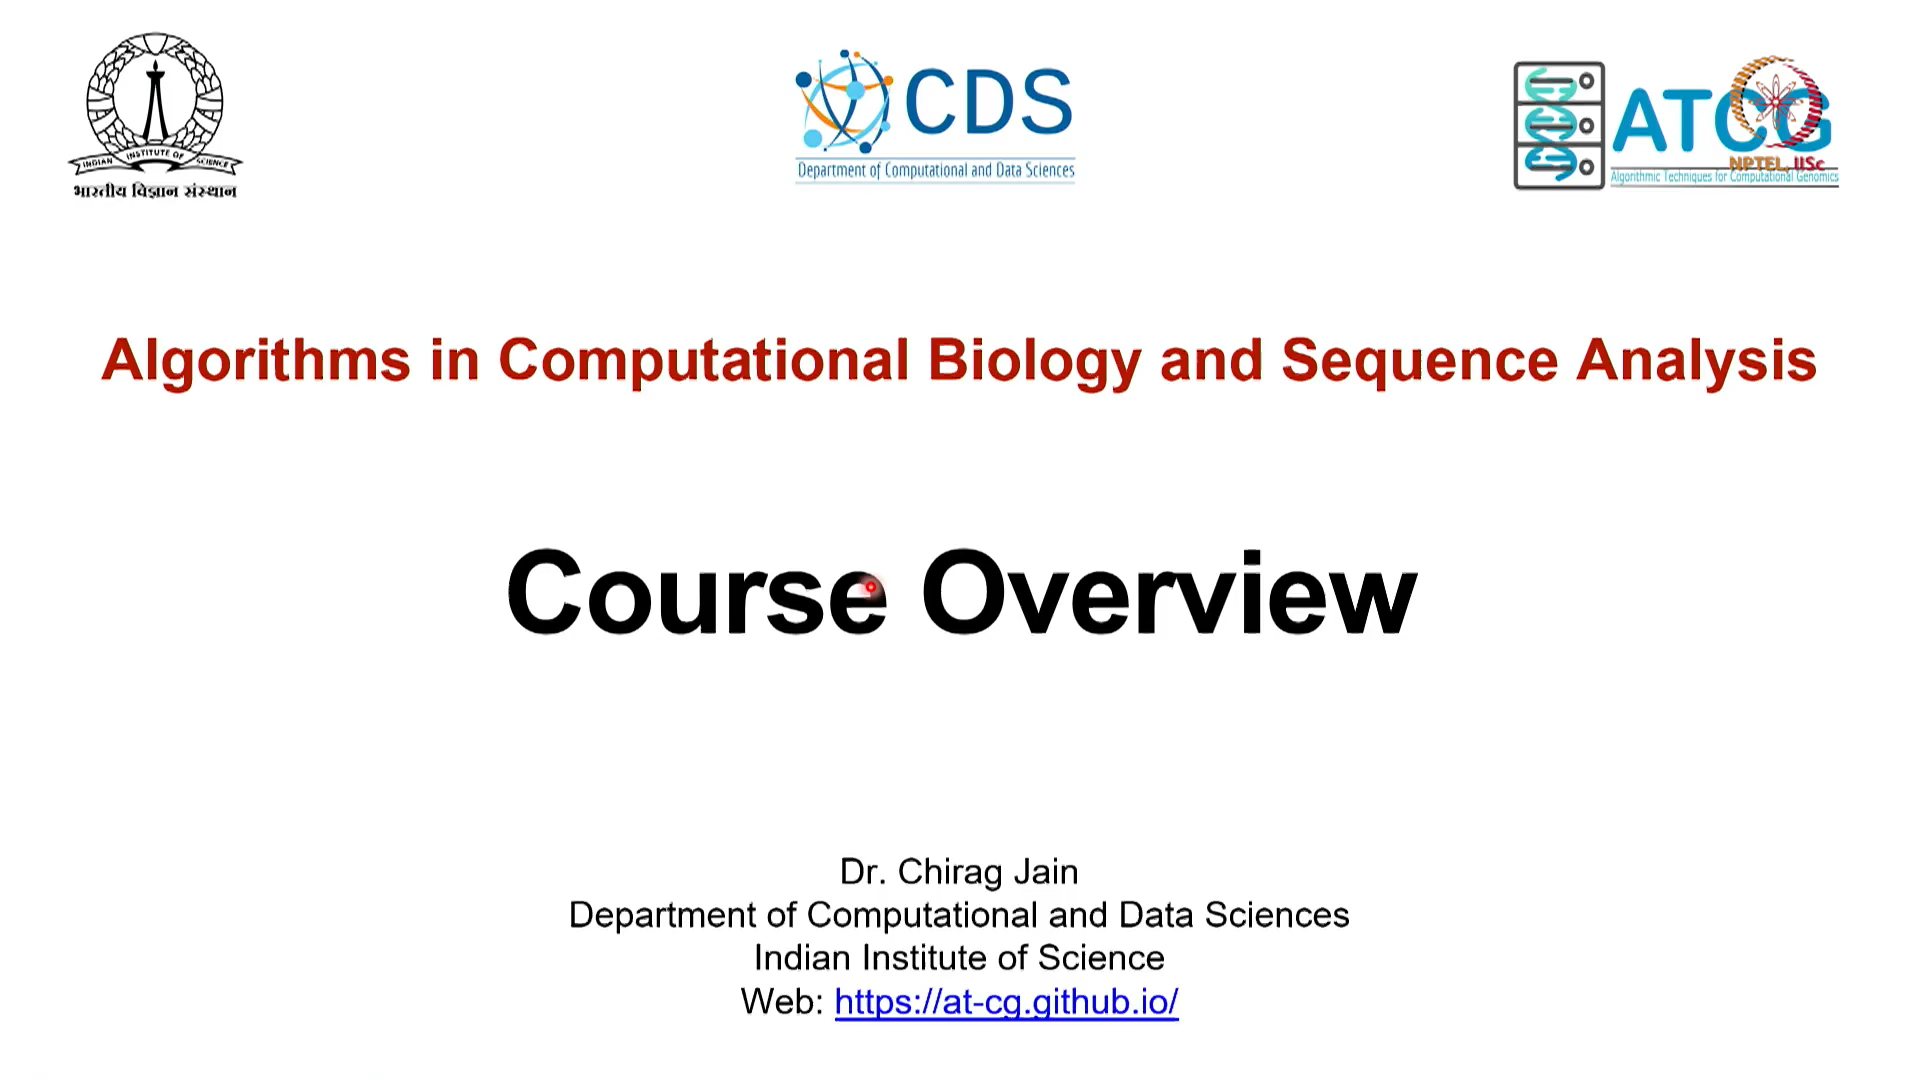 INDIAN INSTITUTE OF SCIENCE
भारतीय विज्ञान संस्थान
CDS
Department of Computational and Data Sciences
ATCG
NPTEL, IISc
Algorithmic Techniques for Computational Genomics
Algorithms in Computational Biology and Sequence Analysis
Course Overview
Dr. Chirag Jain
Department of Computational and Data Sciences
Indian Institute of Science
Web: https://at-cg.github.io/